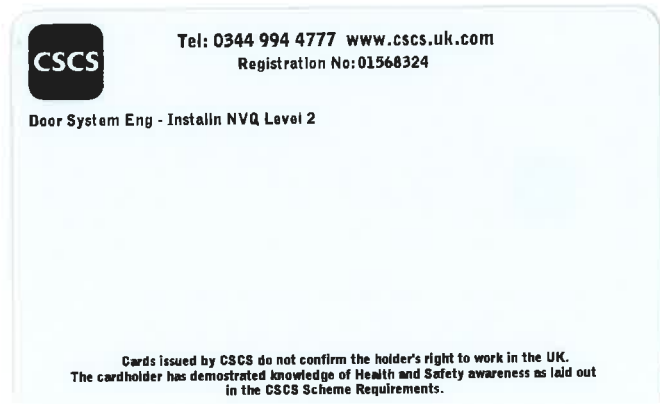 CSCS
Tel: 0344 994 4777 www.cscs.uk.com
Registration No:01568324
Door System Eng - Instalin NVQ Level 2
Cards issued by CSCS do not confirm the holder's right to work in the UK.
The cardholder has demostrated knowledge of Health and Safety awareness as laid out
in the CSCS Scheme Requirements.